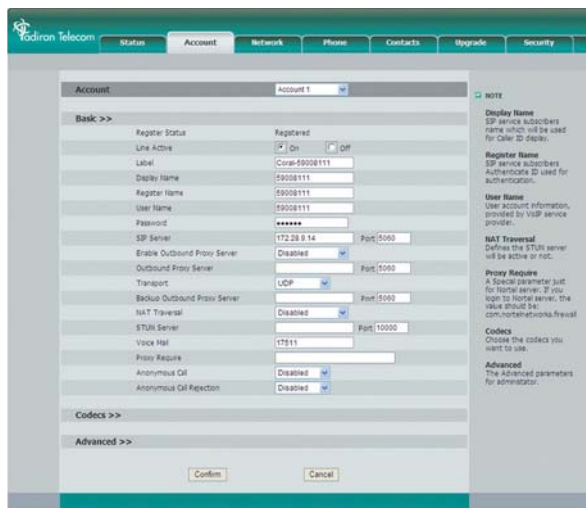 Tadiran Telecom
Status Account Network Phone Contacts Upgrade Security
Account Account 1
Basic >>
Register Status Registered
Line Active On Off
Label Coral-59008111
Display Name 59008111
Register Name 59008111
User Name 59008111
Password ••••••
SIP Server 172.28.9.14 Port 5060
Enable Outbound Proxy Server Disabled
Outbound Proxy Server Port 5060
Transport UDP
Backup Outbound Proxy Server Port 5060
NAT Traversal Disabled
STUN Server Port 10000
Voice Mail 17511
Proxy Require
Anonymous Call Disabled
Anonymous Call Rejection Disabled
Codecs >>
Advanced >>
Confirm Cancel
NOTE
Display Name
SIP service subscribers
name which will be used
for Caller ID display.
Register Name
SIP service subscribers
Authenticate ID used for
authentication.
User Name
User account information,
provided by VoIP service
provider.
NAT Traversal
Defines the STUN server
will be active or not.
Proxy Require
A Special parameter just
for Nortel server. If you
login to Nortel server, the
value should be:
com.nortelnetworks.firewall
Codecs
Choose the codecs you
want to use.
Advanced
The Advanced parameters
for administator.